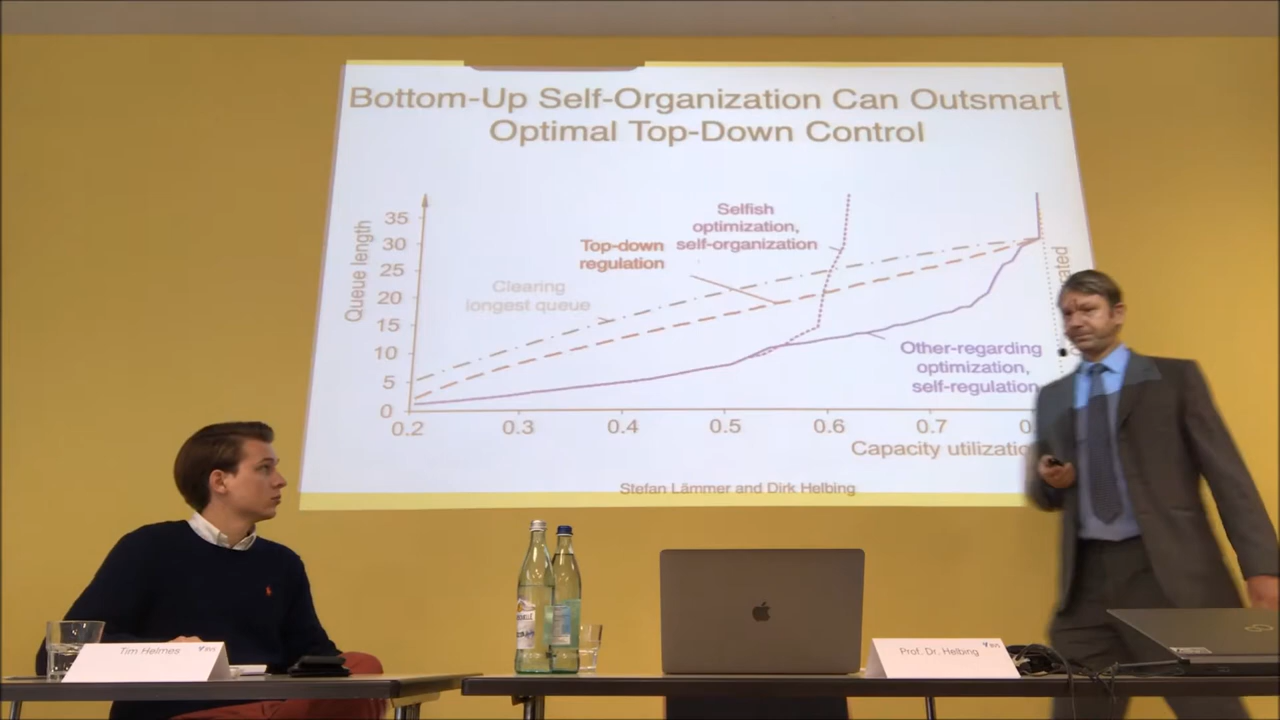 Bottom-Up Self-Organization Can Outsmart
Optimal Top-Down Control
Queue length
35
30
25
20
15
10
5
0
Selfish
optimization,
self-organization
Top-down
regulation
Clearing
longest queue
Other-regarding
optimization,
self-regulation
0.2
0.3
0.4
0.5
0.6
0.7
Capacity
Stefan Lämmer and Dirk Helbing
Tim Helmes
Prof. Dr. Helbing